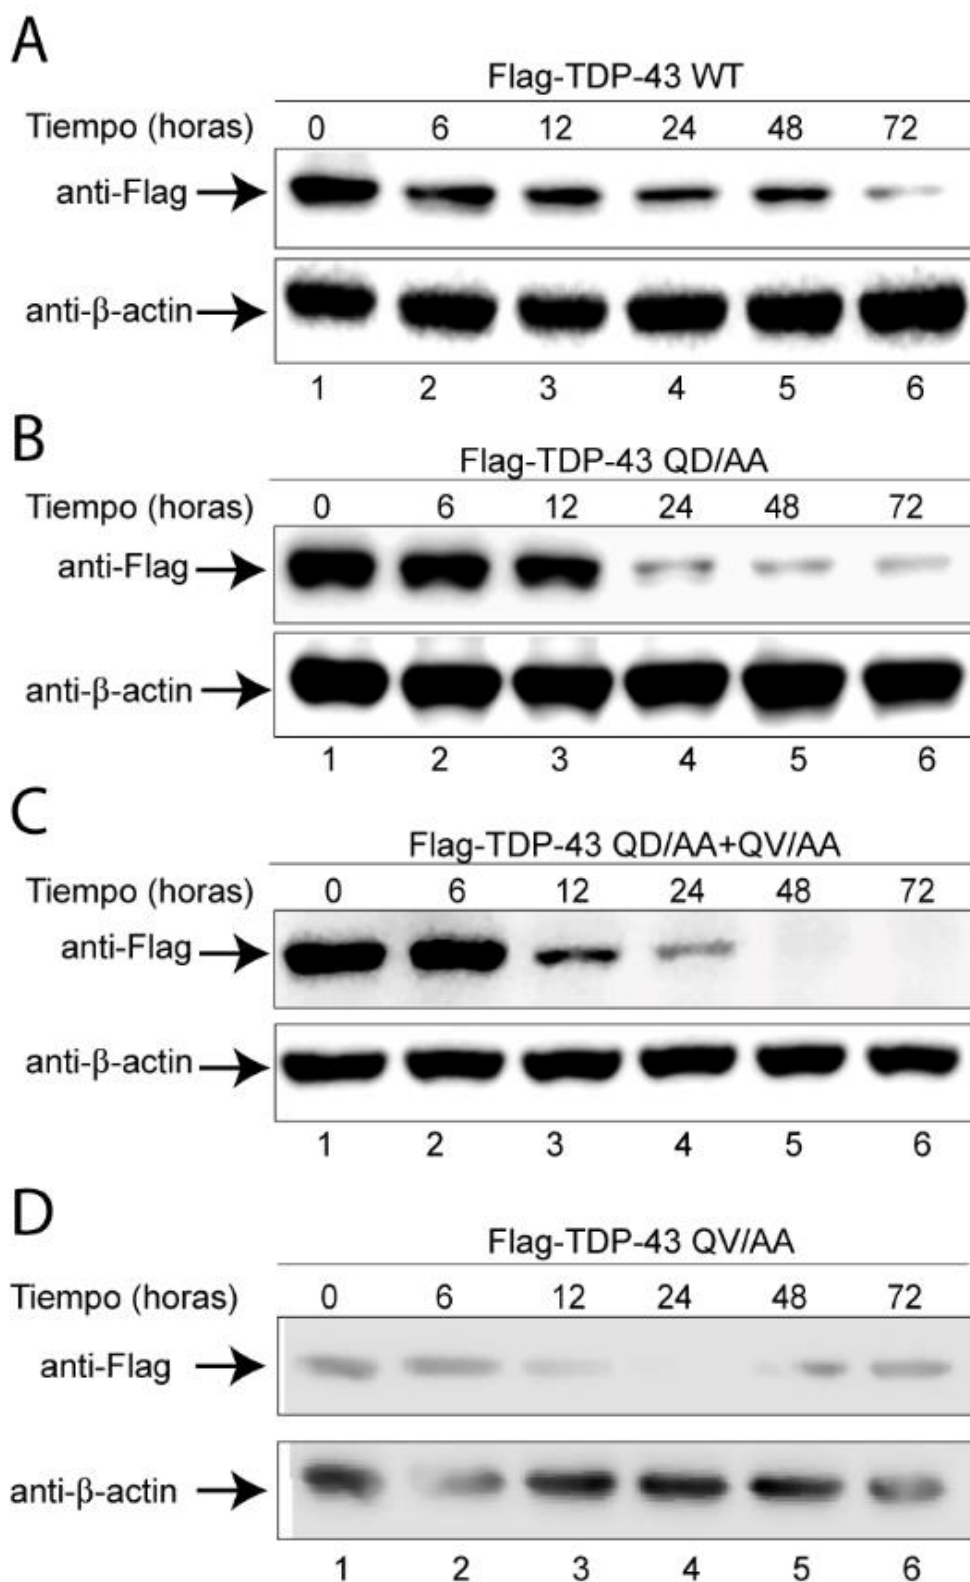 A
Flag-TDP-43 WT
Tiempo (horas) 0 6 12 24 48 72
anti-Flag
anti-β-actin
1 2 3 4 5 6
B
Flag-TDP-43 QD/AA
Tiempo (horas) 0 6 12 24 48 72
anti-Flag
anti-β-actin
1 2 3 4 5 6
C
Flag-TDP-43 QD/AA+QV/AA
Tiempo (horas) 0 6 12 24 48 72
anti-Flag
anti-β-actin
1 2 3 4 5 6
D
Flag-TDP-43 QV/AA
Tiempo (horas) 0 6 12 24 48 72
anti-Flag
anti-β-actin
1 2 3 4 5 6